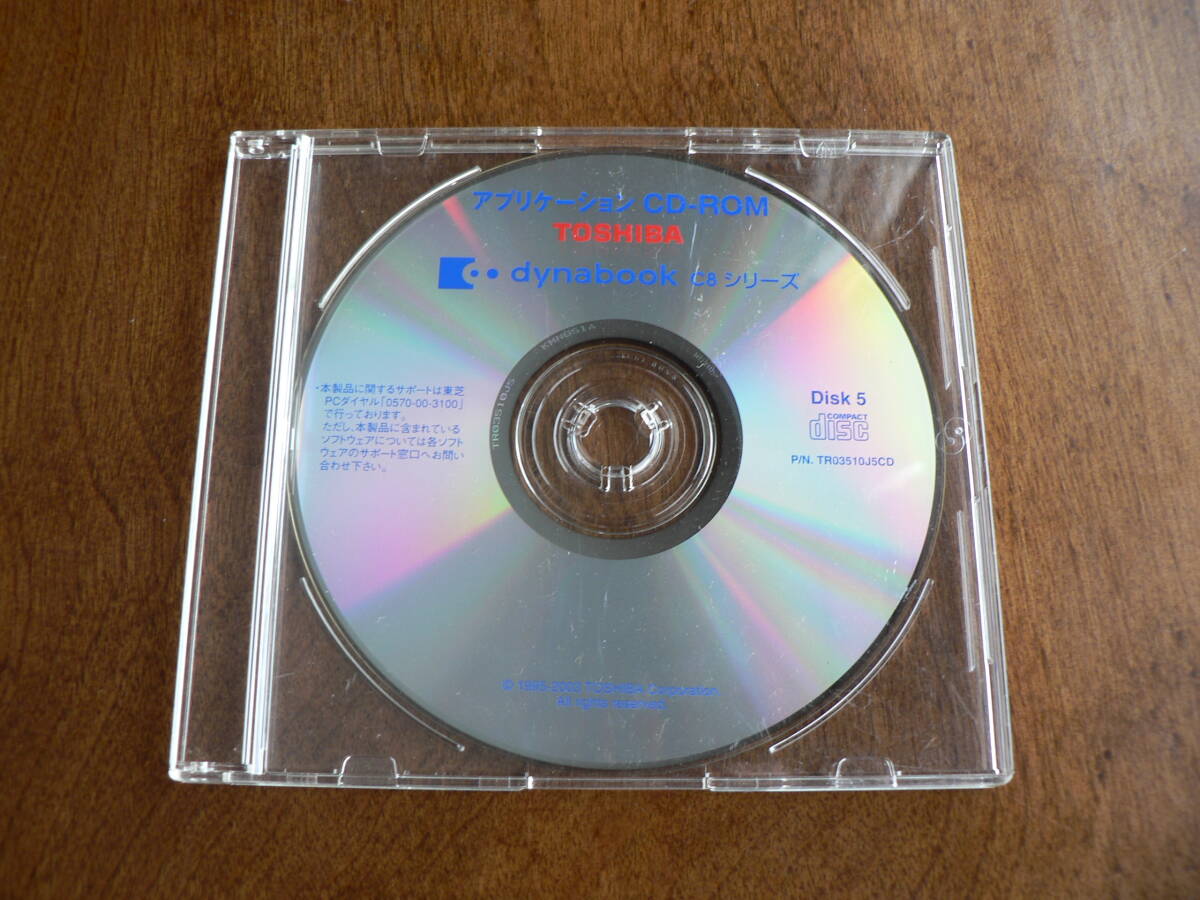 アプリケーション CD-ROM
TOSHIBA
dynabook C8 シリーズ
・本製品に関するサポートは東芝
PCダイヤル「0570-00-3100」
で行っております。
ただし、本製品に含まれている
ソフトウェアについては各ソフト
ウェアのサポート窓口へお問い
合わせ下さい。
Disk 5
COMPACT
disc
P/N. TR03510J5CD
TR03510J5
KMN051A
TOSHIBA Corporation
All rights reserved